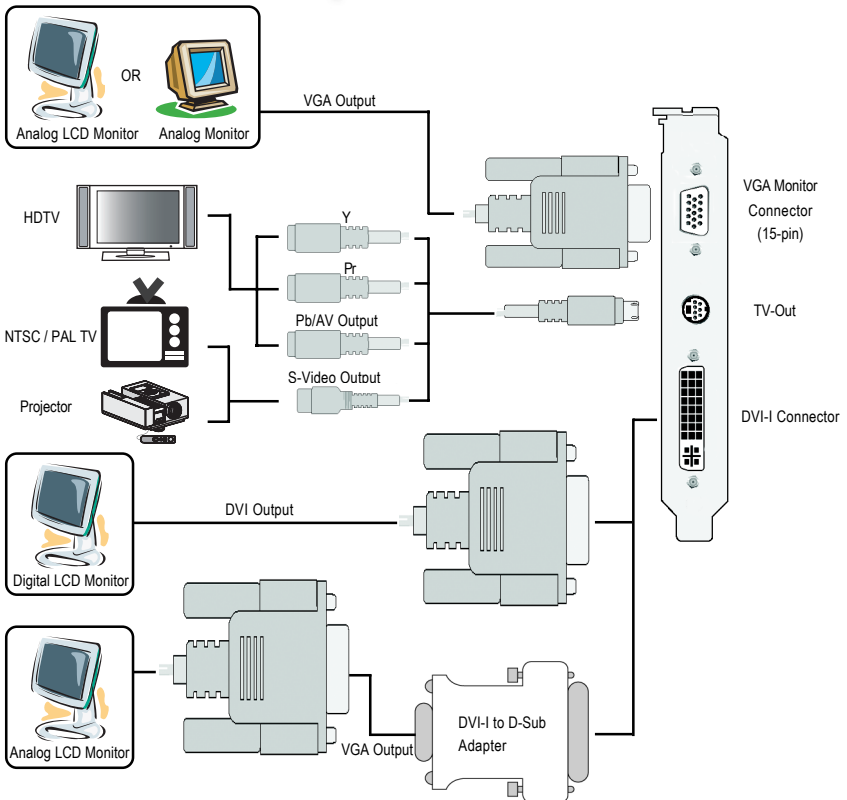 OR
Analog LCD Monitor
Analog Monitor
VGA Output
VGA Monitor
Connector
(15-pin)
HDTV
Y
Pr
Pb/AV Output
NTSC / PAL TV
S-Video Output
Projector
TV-Out
DVI-I Connector
DVI Output
Digital LCD Monitor
Analog LCD Monitor
VGA Output
DVI-I to D-Sub
Adapter